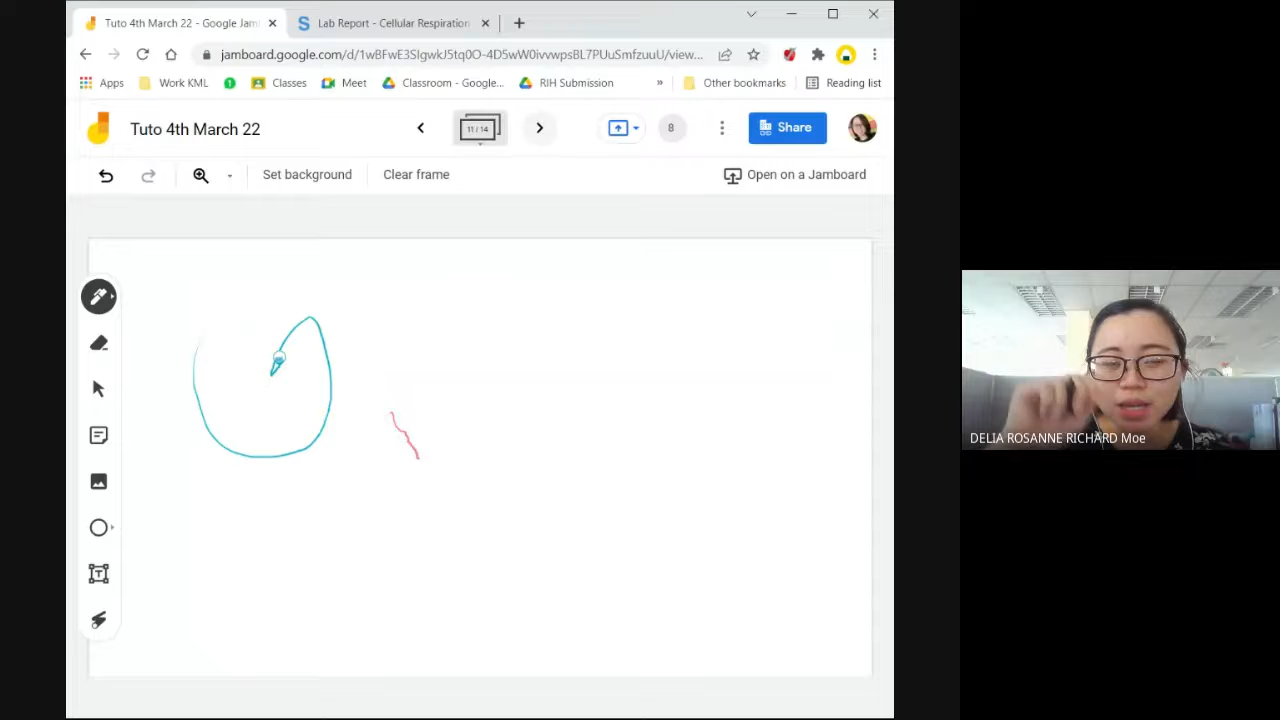 Tuto 4th March 22 - Google Jam
Lab Report - Cellular Respiration
jamboard.google.com/d/1wBFwE3SIgwkJ5tq0O-4D5wW0ivvwpsBL7PUuSmfzuuU/view...
Apps
Work KML
1
Classes
Meet
Classroom - Google...
RIH Submission
»
Other bookmarks
Reading list
Tuto 4th March 22
11 / 14
8
Share
Set background
Clear frame
Open on a Jamboard
DELIA ROSANNE RICHARD Moe